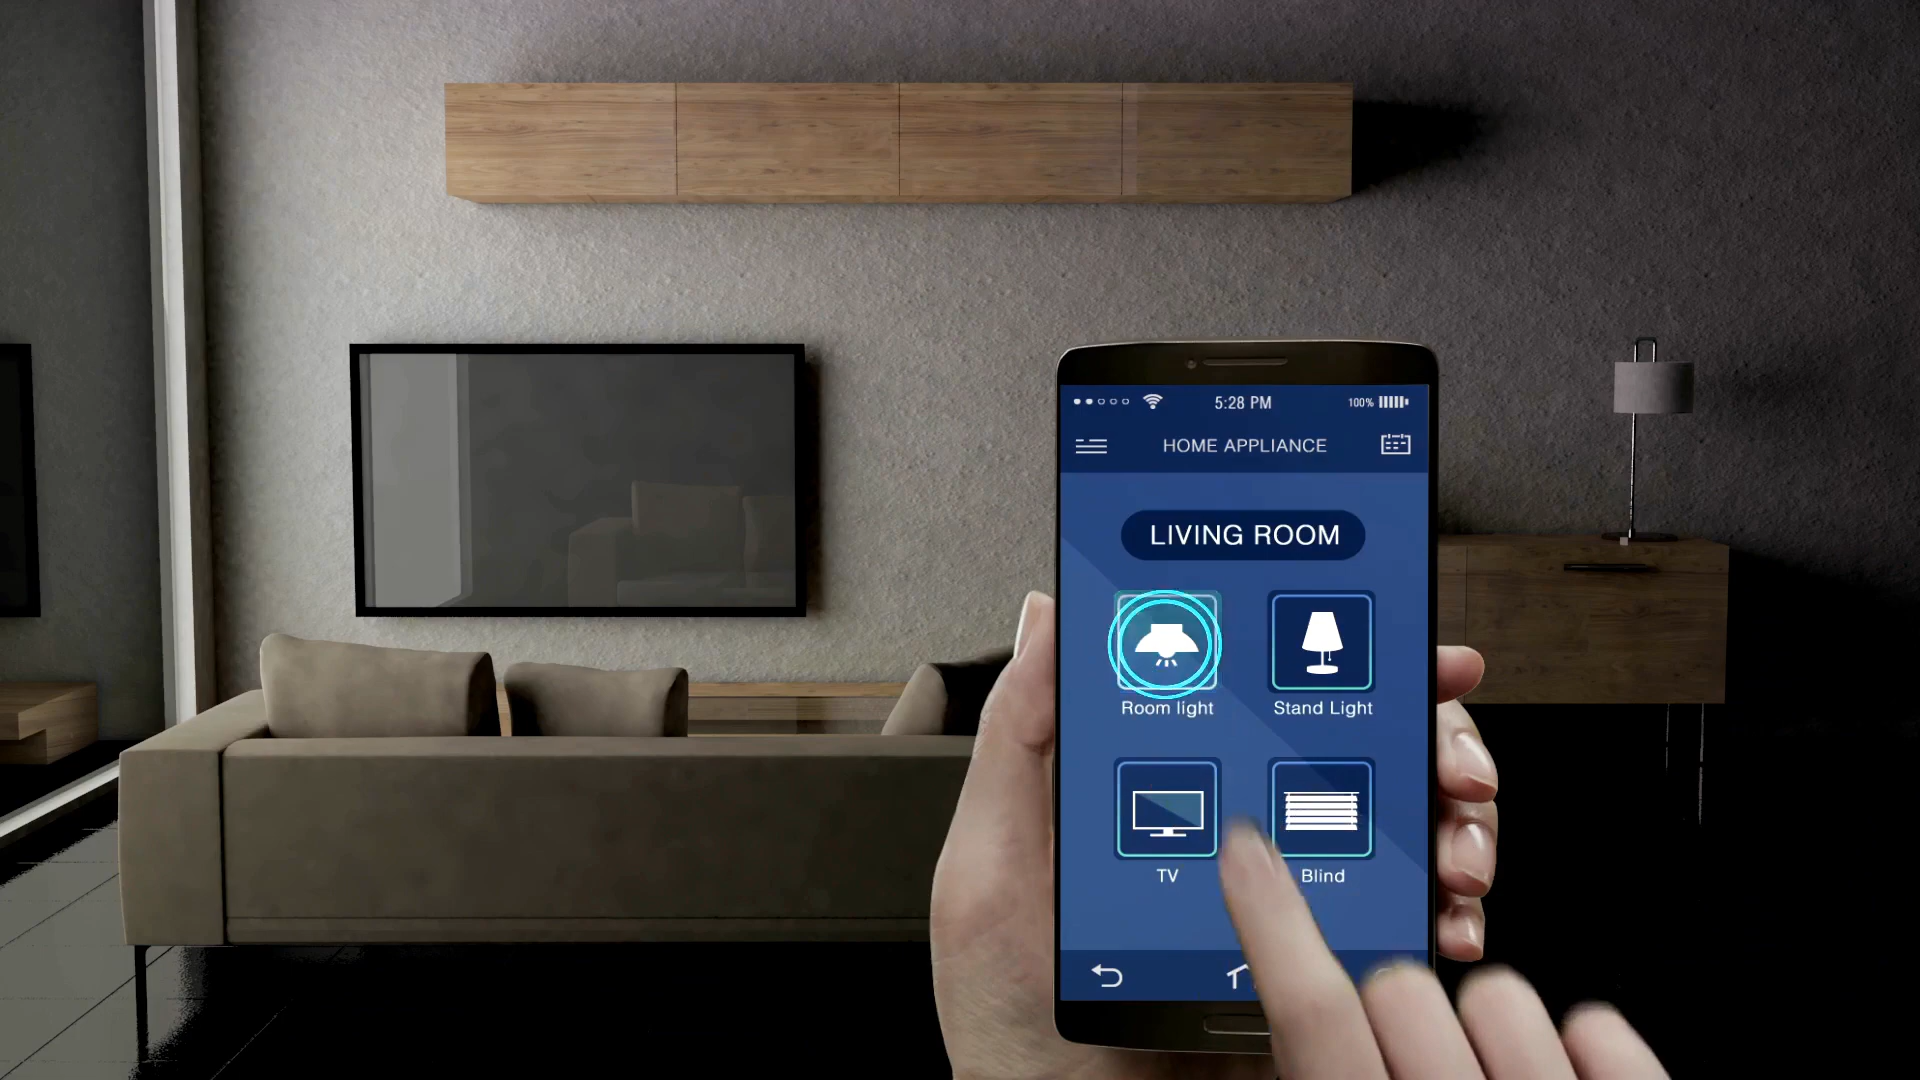 5:28 PM
100%
HOME APPLIANCE
LIVING ROOM
Room light
Stand Light
TV
Blind